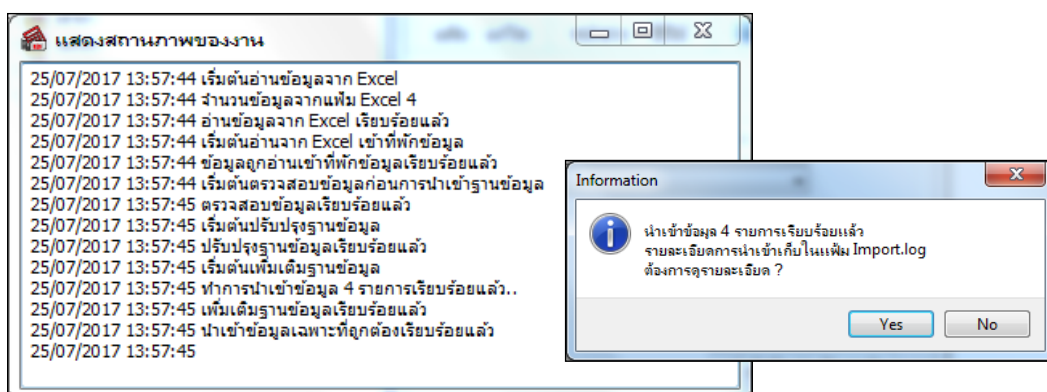 แสดงสถานภาพของงาน
25/07/2017 13:57:44 เริ่มต้นอ่านข้อมูลจาก Excel
25/07/2017 13:57:44 จำนวนข้อมูลจากแฟ้ม Excel 4
25/07/2017 13:57:44 อ่านข้อมูลจาก Excel เรียบร้อยแล้ว
25/07/2017 13:57:44 เริ่มต้นอ่านจาก Excel เข้าที่พักข้อมูล
25/07/2017 13:57:44 ข้อมูลถูกอ่านเข้าที่พักข้อมูลเรียบร้อยแล้ว
25/07/2017 13:57:44 เริ่มต้นตรวจสอบข้อมูลก่อนการนำเข้าฐานข้อมูล
25/07/2017 13:57:45 ตรวจสอบข้อมูลเรียบร้อยแล้ว
25/07/2017 13:57:45 เริ่มต้นปรับปรุงฐานข้อมูล
25/07/2017 13:57:45 ปรับปรุงฐานข้อมูลเรียบร้อยแล้ว
25/07/2017 13:57:45 เริ่มต้นเพิ่มเติมฐานข้อมูล
25/07/2017 13:57:45 ทำการนำเข้าข้อมูล 4 รายการเรียบร้อยแล้ว..
25/07/2017 13:57:45 เพิ่มเติมฐานข้อมูลเรียบร้อยแล้ว
25/07/2017 13:57:45 นำเข้าข้อมูลเฉพาะที่ถูกต้องเรียบร้อยแล้ว
25/07/2017 13:57:45
Information
นำเข้าข้อมูล 4 รายการเรียบร้อยแล้ว
รายละเอียดการนำเข้าเก็บในแฟ้ม Import.log
ต้องการดูรายละเอียด ?
Yes No